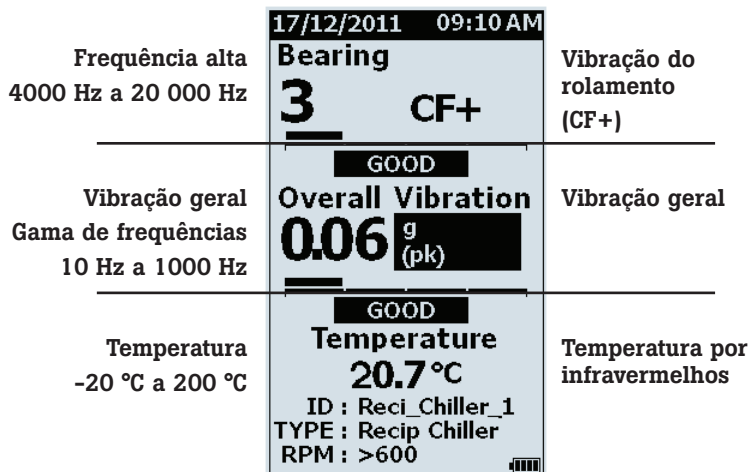 17/12/2011 09:10 AM
Frequência alta
4000 Hz a 20 000 Hz
Bearing
3 CF+
Vibração do
rolamento
(CF+)
GOOD
Vibração geral
Gama de frequências
10 Hz a 1000 Hz
Overall Vibration
0.06 g
(pk)
Vibração geral
GOOD
Temperatura
-20 °C a 200 °C
Temperature
20.7 °C
Temperatura por
infravermelhos
ID : Reci_Chiller_1
TYPE : Recip Chiller
RPM : >600